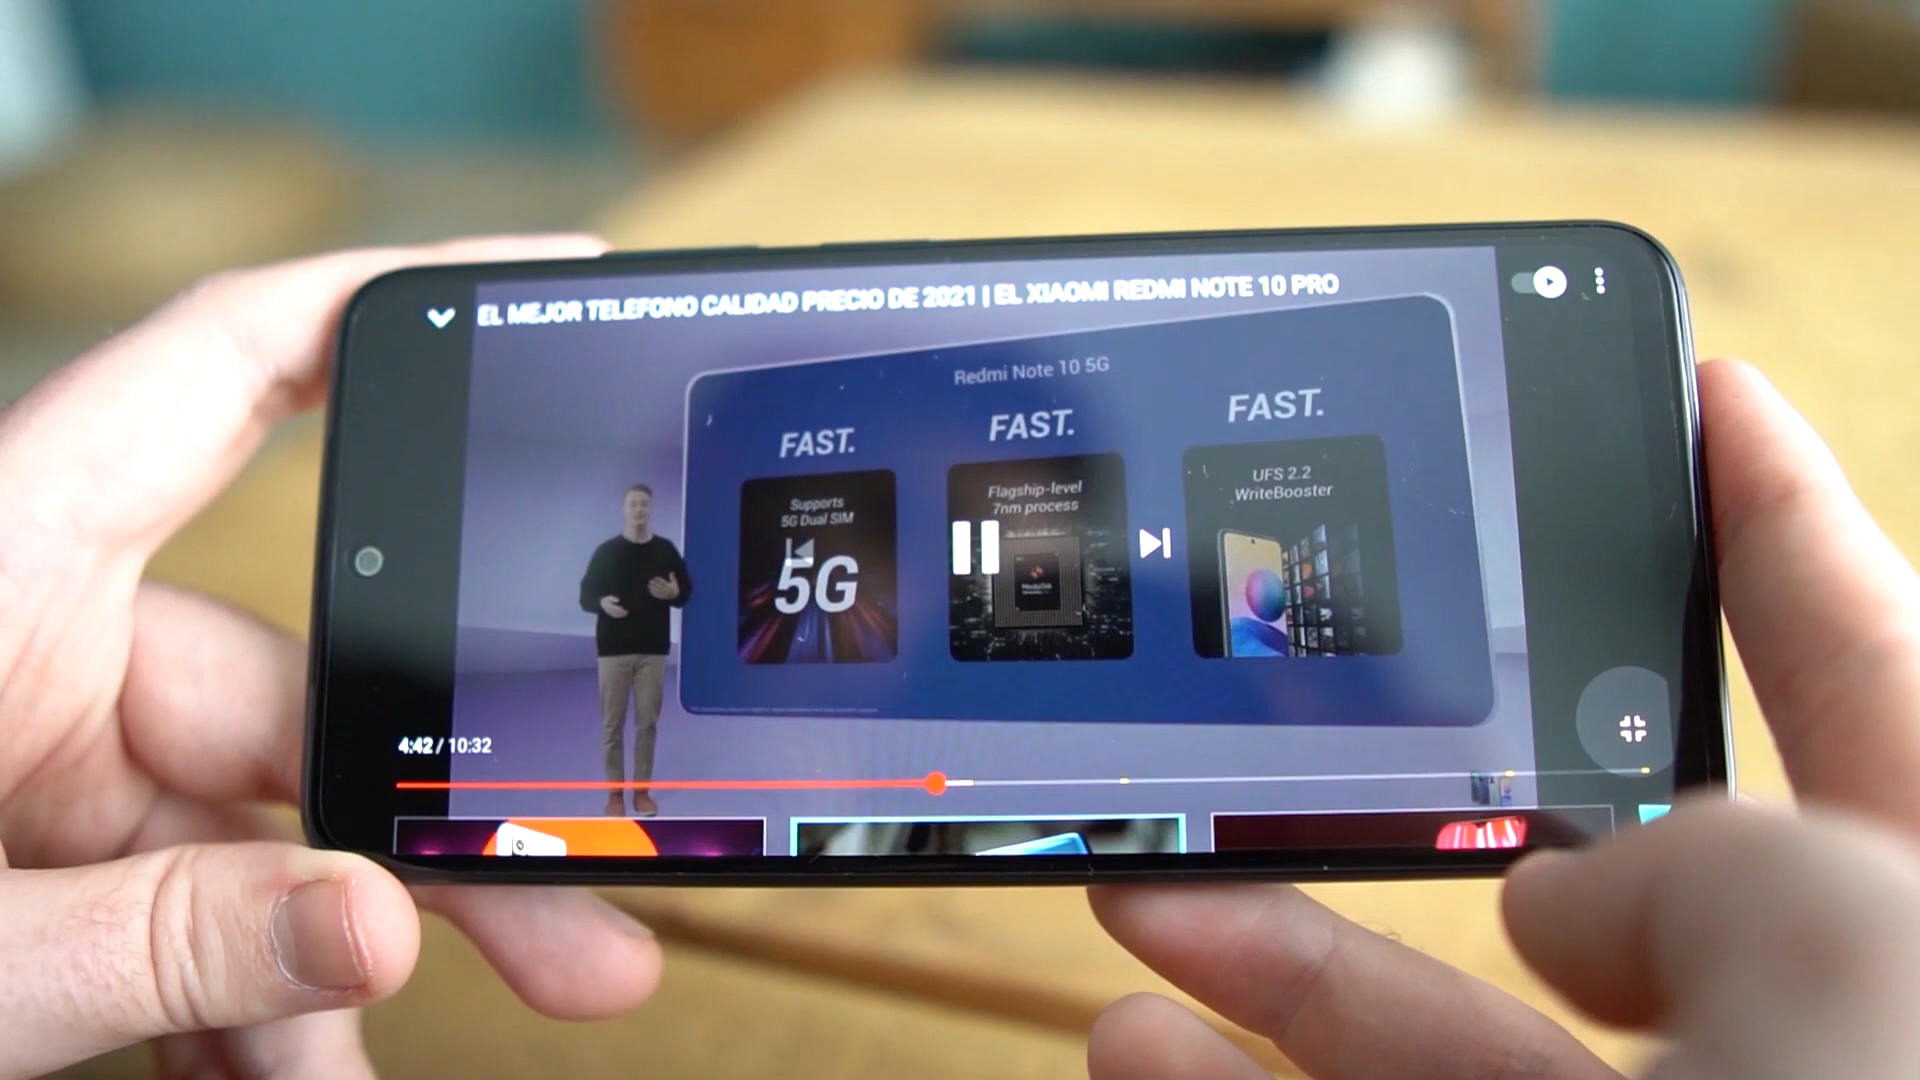 EL MEJOR TELEFONO CALIDAD PRECIO DE 2021 | EL XIAOMI REDMI NOTE 10 PRO
Redmi Note 10 5G
FAST.
Supports
5G Dual SIM
5G
FAST.
Flagship-level
7nm process
MediaTek
FAST.
UFS 2.2
WriteBooster
4:42 / 10:32